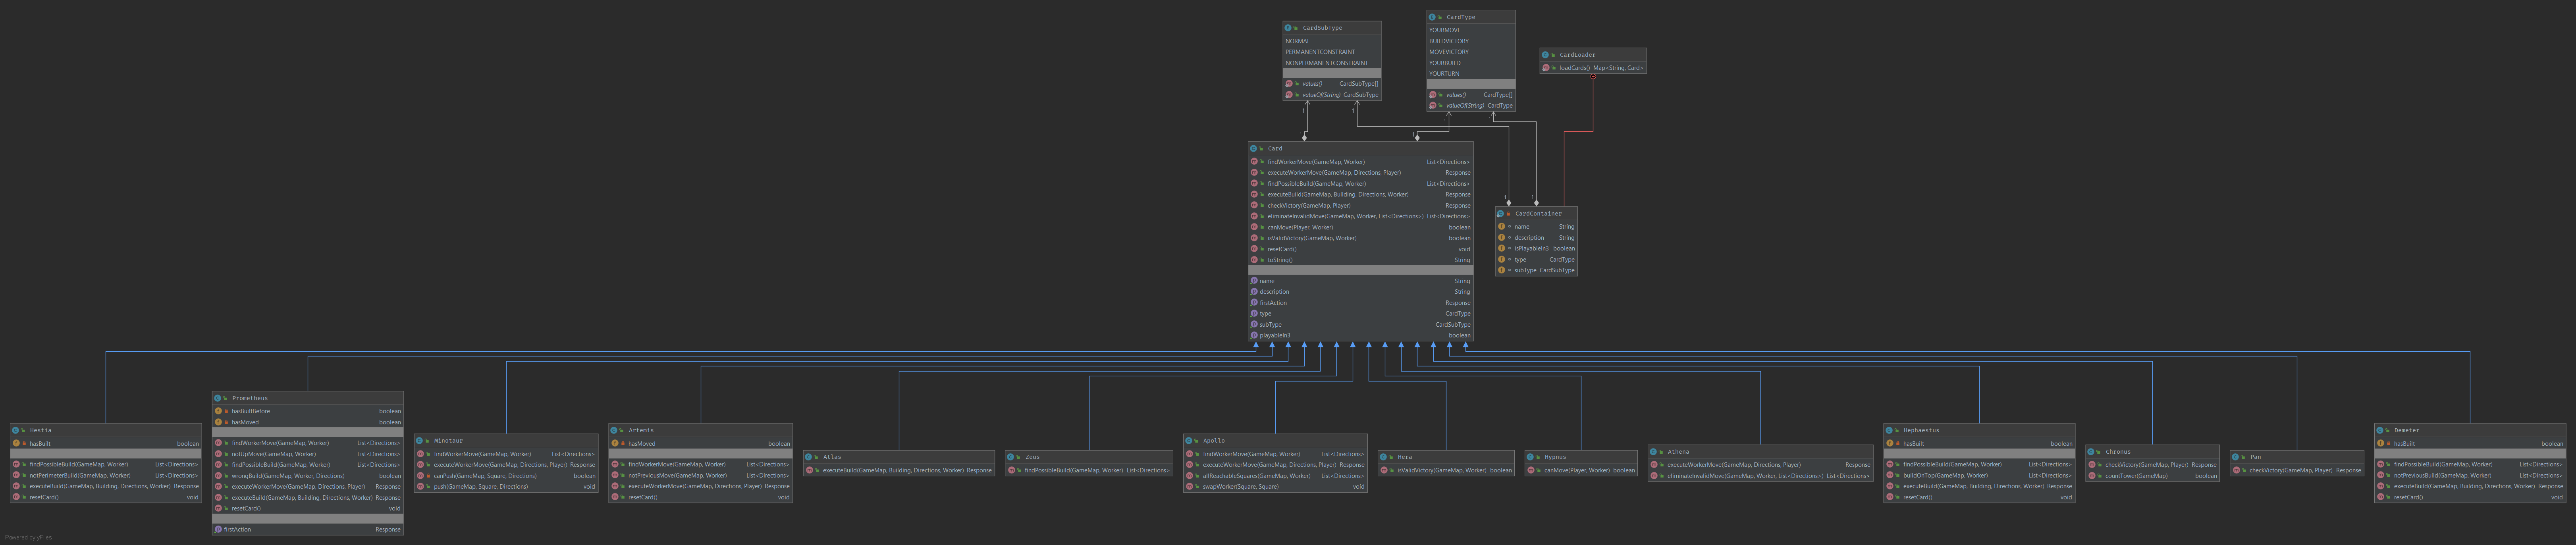 CardSubType
NORMAL
PERMANENTCONSTRAINT
NONPERMANENTCONSTRAINT
values() CardSubType[]
valueOf(String) CardSubType
CardType
YOURMOVE
BUILDVICTORY
MOVEVICTORY
YOURBUILD
YOURTURN
values() CardType[]
valueOf(String) CardType
CardLoader
loadCards() Map<String, Card>
Card
findWorkerMove(GameMap, Worker) List<Directions>
executeWorkerMove(GameMap, Directions, Player) Response
findPossibleBuild(GameMap, Worker) List<Directions>
executeBuild(GameMap, Building, Directions, Worker) Response
checkVictory(GameMap, Player) Response
eliminateInvalidMove(GameMap, Worker, List<Directions>) List<Directions>
canMove(Player, Worker) boolean
isValidVictory(GameMap, Worker) boolean
resetCard() void
toString() String
name String
description String
firstAction Response
type CardType
subType CardSubType
playableIn3 boolean
CardContainer
name String
description String
isPlayableIn3 boolean
type CardType
subType CardSubType
Hestia
hasBuilt boolean
findPossibleBuild(GameMap, Worker) List<Directions>
notPerimeterBuild(GameMap, Worker) List<Directions>
executeBuild(GameMap, Building, Directions, Worker) Response
resetCard() void
Prometheus
hasBuiltBefore boolean
hasMoved boolean
findWorkerMove(GameMap, Worker) List<Directions>
notUpMove(GameMap, Worker) List<Directions>
findPossibleBuild(GameMap, Worker) List<Directions>
wrongBuild(GameMap, Worker, Directions) boolean
executeWorkerMove(GameMap, Directions, Player) Response
executeBuild(GameMap, Building, Directions, Worker) Response
resetCard() void
firstAction Response
Minotaur
findWorkerMove(GameMap, Worker) List<Directions>
executeWorkerMove(GameMap, Directions, Player) Response
canPush(GameMap, Square, Directions) boolean
push(GameMap, Square, Directions) void
Artemis
hasMoved boolean
findWorkerMove(GameMap, Worker) List<Directions>
notPreviousMove(GameMap, Worker) List<Directions>
executeWorkerMove(GameMap, Directions, Player) Response
resetCard() void
Atlas
executeBuild(GameMap, Building, Directions, Worker) Response
Zeus
findPossibleBuild(GameMap, Worker) List<Directions>
Apollo
findWorkerMove(GameMap, Worker) List<Directions>
executeWorkerMove(GameMap, Directions, Player) Response
allReachableSquares(GameMap, Worker) List<Directions>
swapWorker(Square, Square) void
Hera
isValidVictory(GameMap, Worker) boolean
Hypnus
canMove(Player, Worker) boolean
Athena
executeWorkerMove(GameMap, Directions, Player) Response
eliminateInvalidMove(GameMap, Worker, List<Directions>) List<Directions>
Hephaestus
hasBuilt boolean
findPossibleBuild(GameMap, Worker) List<Directions>
buildOnTop(GameMap, Worker) List<Directions>
executeBuild(GameMap, Building, Directions, Worker) Response
resetCard() void
Chronus
checkVictory(GameMap, Player) Response
countTower(GameMap) boolean
Pan
checkVictory(GameMap, Player) Response
Demeter
hasBuilt boolean
findPossibleBuild(GameMap, Worker) List<Directions>
notPreviousBuild(GameMap, Worker) List<Directions>
executeBuild(GameMap, Building, Directions, Worker) Response
resetCard() void
Powered by yFiles